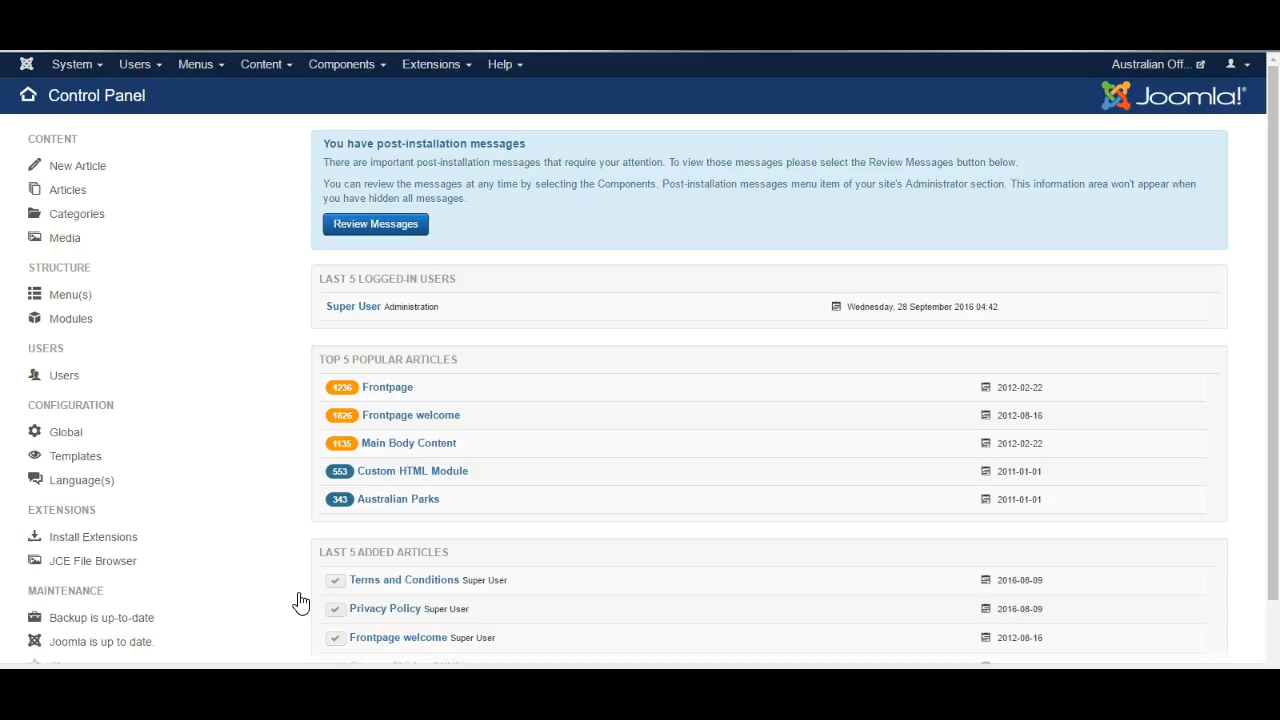 System Users Menus Content Components Extensions Help Australian Off...
Control Panel Joomla!®
CONTENT
New Article
Articles
Categories
Media
STRUCTURE
Menu(s)
Modules
USERS
Users
CONFIGURATION
Global
Templates
Language(s)
EXTENSIONS
Install Extensions
JCE File Browser
MAINTENANCE
Backup is up-to-date
Joomla is up to date.
You have post-installation messages
There are important post-installation messages that require your attention. To view those messages please select the Review Messages button below.
You can review the messages at any time by selecting the Components, Post-installation messages menu item of your site's Administrator section. This information area won't appear when
you have hidden all messages.
Review Messages
LAST 5 LOGGED-IN USERS
Super User Administration Wednesday, 28 September 2016 04:42
TOP 5 POPULAR ARTICLES
4236 Frontpage 2012-02-22
1826 Frontpage welcome 2012-08-16
1135 Main Body Content 2012-02-22
553 Custom HTML Module 2011-01-01
343 Australian Parks 2011-01-01
LAST 5 ADDED ARTICLES
Terms and Conditions Super User 2016-08-09
Privacy Policy Super User 2016-08-09
Frontpage welcome Super User 2012-08-16